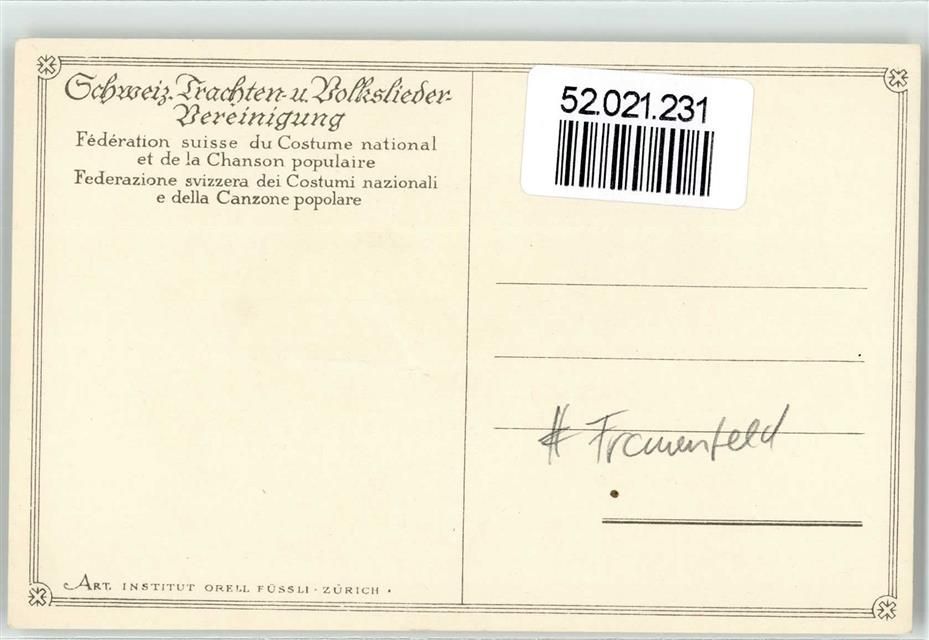 Schweiz. Trachten- u. Volkslieder-
Vereinigung
Fédération suisse du Costume national
et de la Chanson populaire
Federazione svizzera dei Costumi nazionali
e della Canzone popolare
ART. INSTITUT ORELL FÜSSLI · ZÜRICH ·
52.021.231
# Frauenfeld